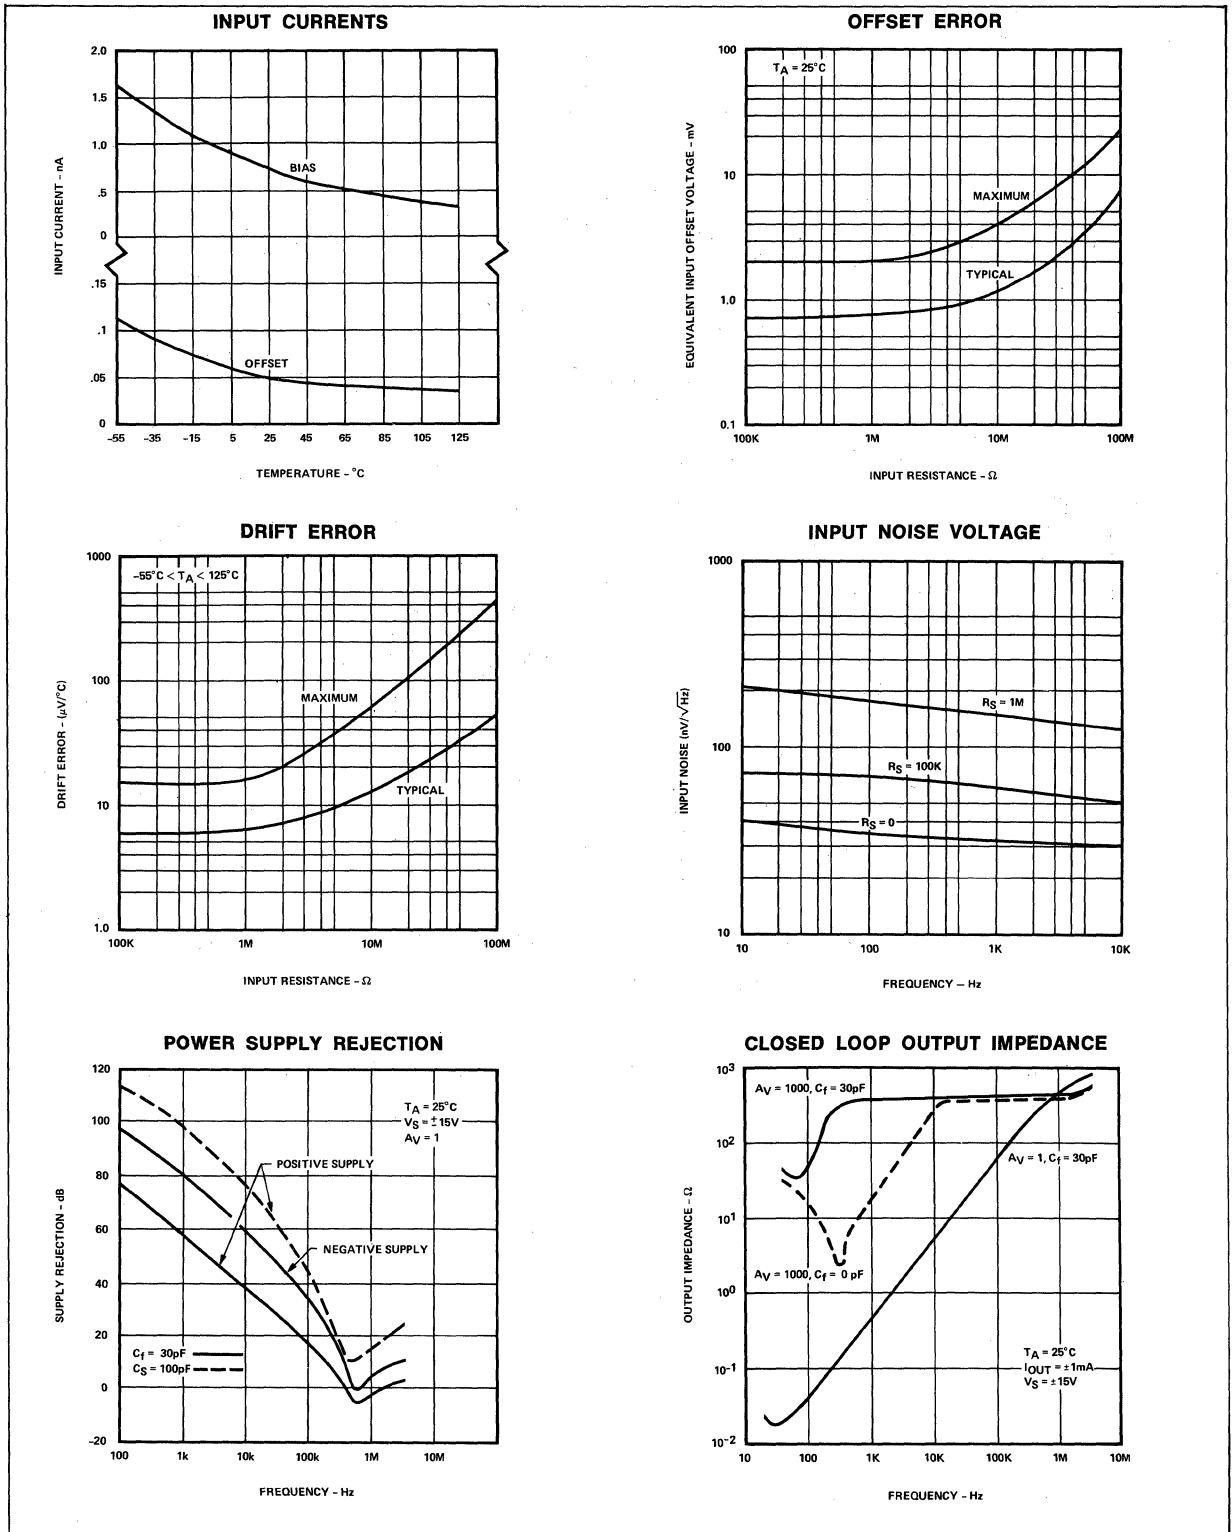 INPUT CURRENTS
INPUT CURRENT – nA
2.0
1.5
1.0
.5
0
.15
.1
.05
0
BIAS
OFFSET
–55 –35 –15 5 25 45 65 85 105 125
TEMPERATURE – °C
OFFSET ERROR
EQUIVALENT INPUT OFFSET VOLTAGE – mV
100
10
1.0
0.1
TA = 25°C
MAXIMUM
TYPICAL
100K 1M 10M 100M
INPUT RESISTANCE – Ω
DRIFT ERROR
DRIFT ERROR – (μV/°C)
1000
100
10
1.0
–55°C < TA < 125°C
MAXIMUM
TYPICAL
100K 1M 10M 100M
INPUT RESISTANCE – Ω
INPUT NOISE VOLTAGE
INPUT NOISE (nV/√Hz)
1000
100
10
RS = 1M
RS = 100K
RS = 0
10 100 1K 10K
FREQUENCY – Hz
POWER SUPPLY REJECTION
SUPPLY REJECTION – dB
120
100
80
60
40
20
0
–20
TA = 25°C
VS = ±15V
AV = 1
POSITIVE SUPPLY
NEGATIVE SUPPLY
Cf = 30pF
CS = 100pF
100 1k 10k 100k 1M 10M
FREQUENCY – Hz
CLOSED LOOP OUTPUT IMPEDANCE
OUTPUT IMPEDANCE – Ω
10³
10²
10¹
10⁰
10⁻¹
10⁻²
AV = 1000, Cf = 30pF
AV = 1, Cf = 30pF
AV = 1000, Cf = 0 pF
TA = 25°C
IOUT = ±1mA
VS = ±15V
10 100 1K 10K 100K 1M 10M
FREQUENCY – Hz